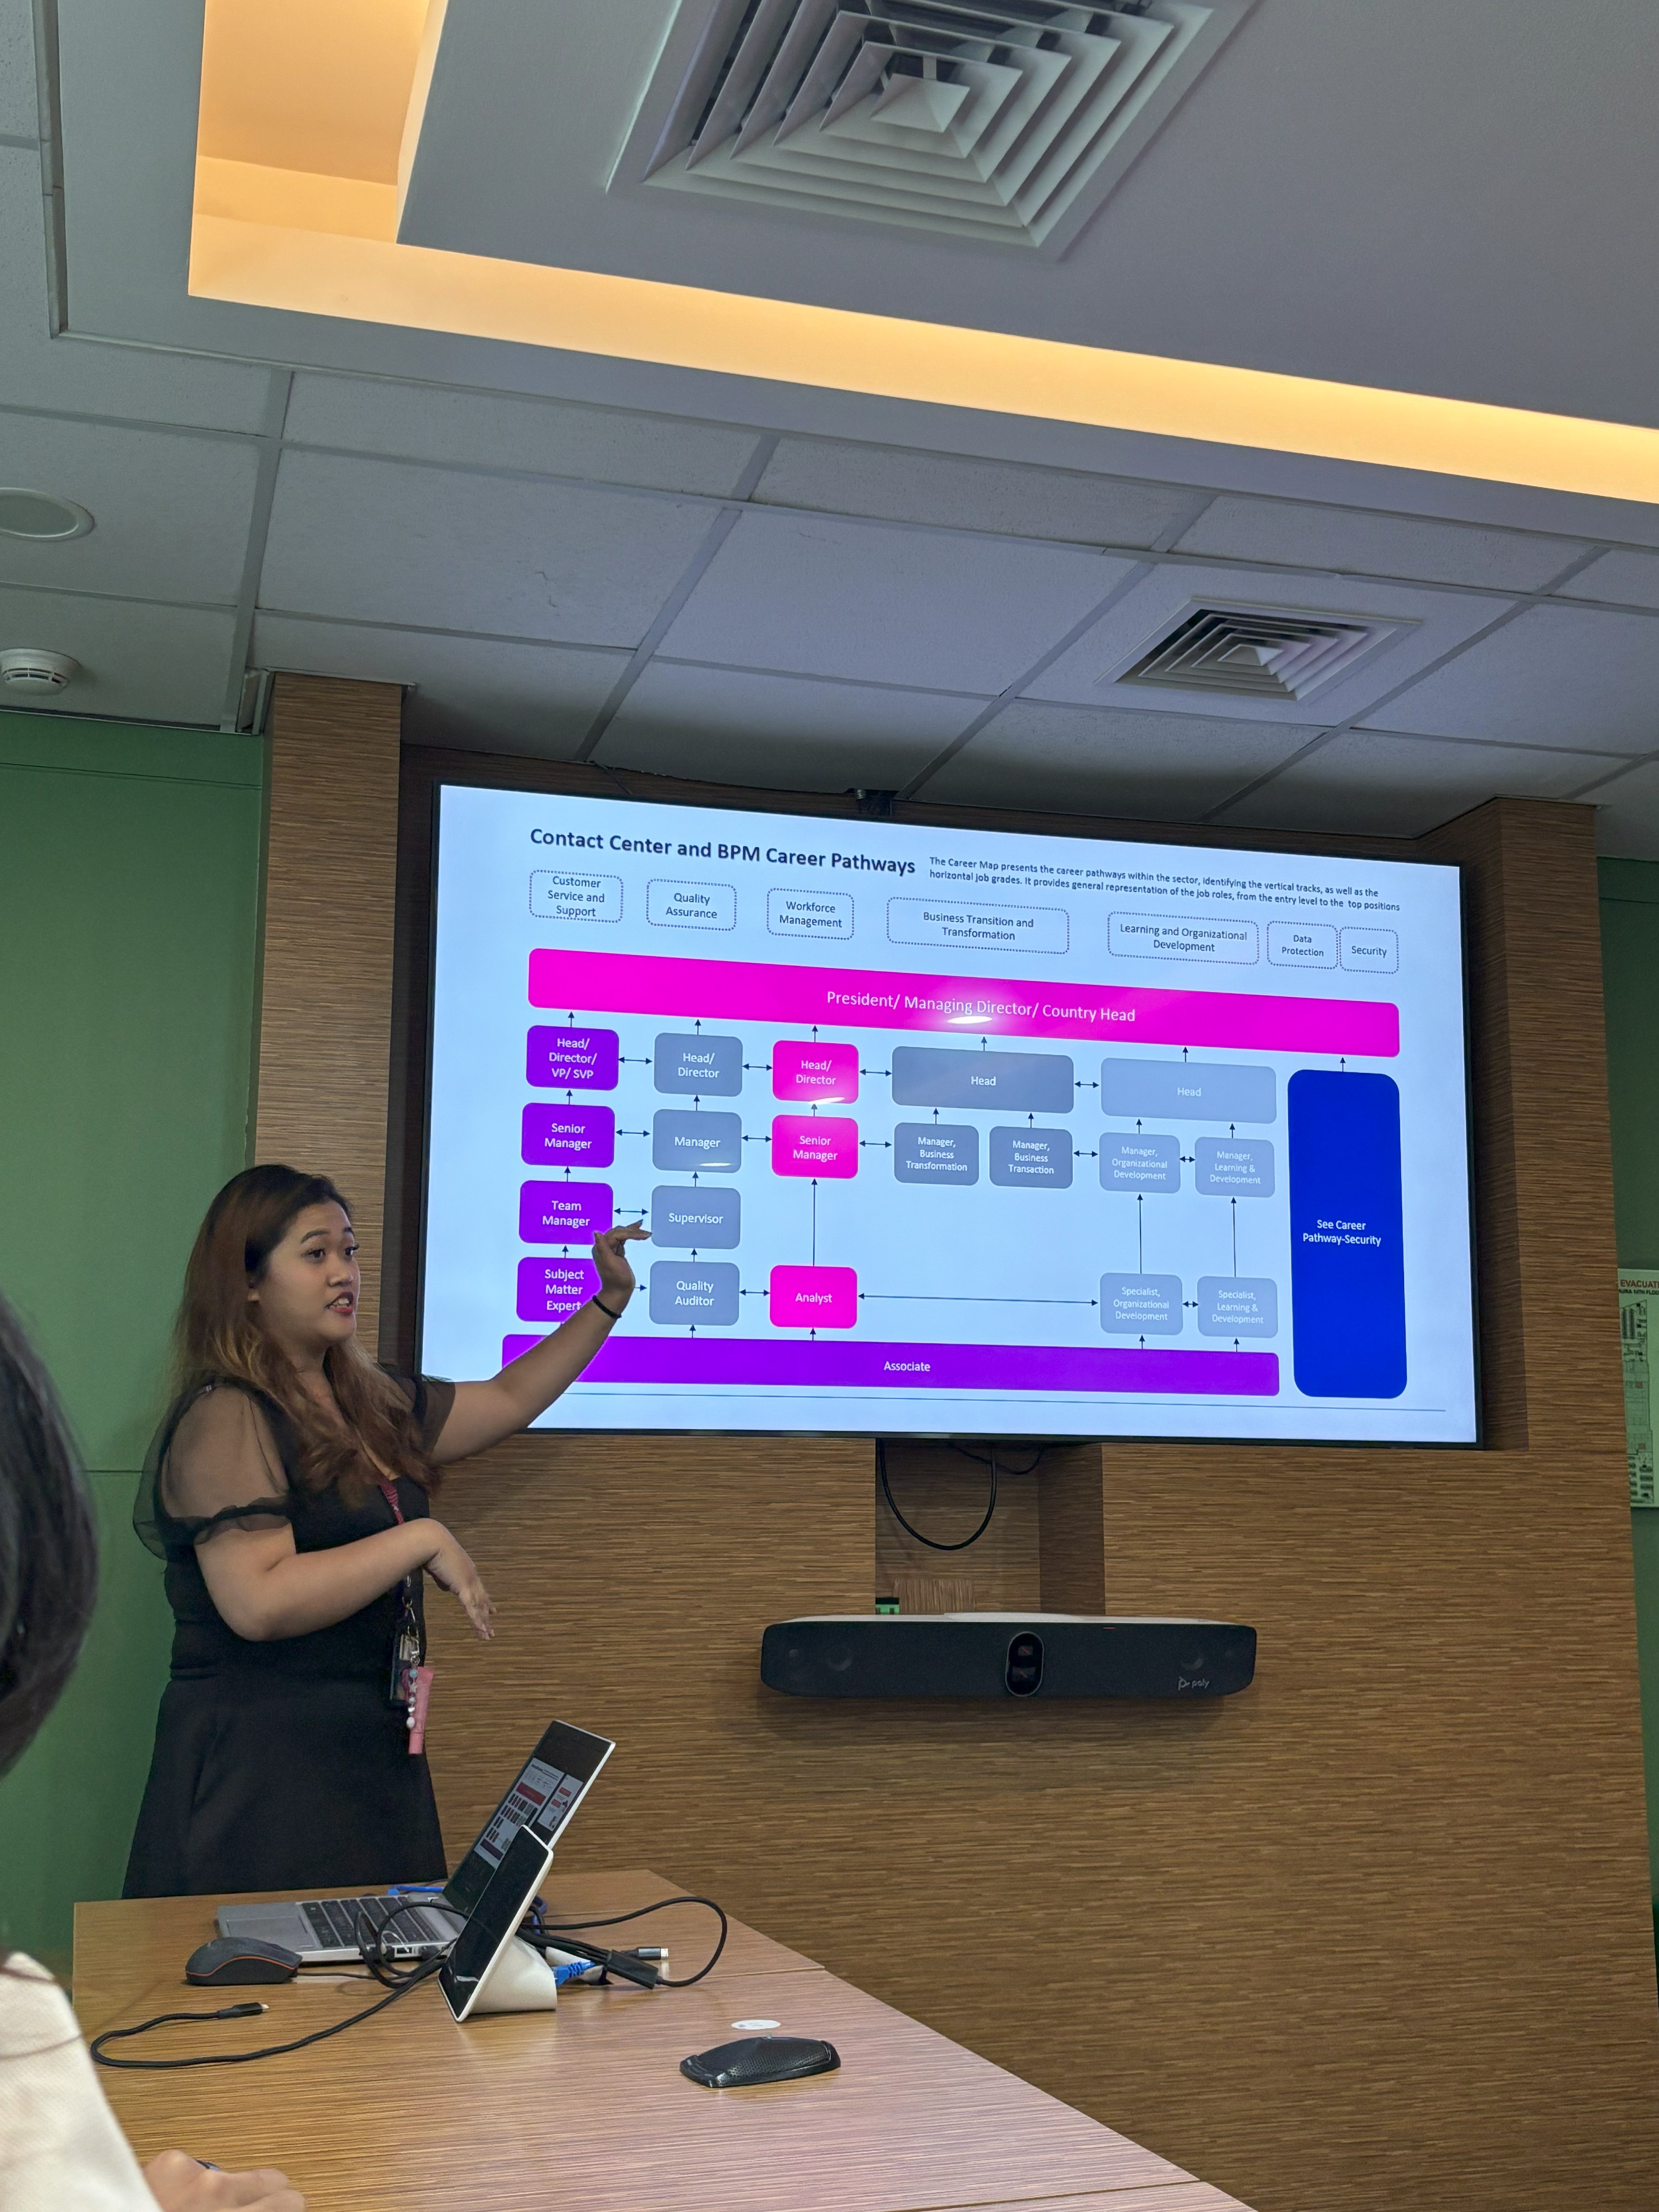 Contact Center and BPM Career Pathways
The Career Map presents the career pathways within the sector, identifying the vertical tracks, as well as the
horizontal job grades. It provides general representation of the job roles, from the entry level to the top positions
Customer
Service and
Support
Quality
Assurance
Workforce
Management
Business Transition and
Transformation
Learning and Organizational
Development
Data
Protection
Security
President/ Managing Director/ Country Head
Head/
Director/
VP/ SVP
Head/
Director
Head/
Director
Head
Head
Senior
Manager
Manager
Senior
Manager
Manager,
Business
Transformation
Manager,
Business
Transaction
Manager,
Organizational
Development
Manager,
Learning &
Development
Team
Manager
Supervisor
See Career
Pathway-Security
Subject
Matter
Expert
Quality
Auditor
Analyst
Specialist,
Organizational
Development
Specialist,
Learning &
Development
Associate
EVACUATI
poly